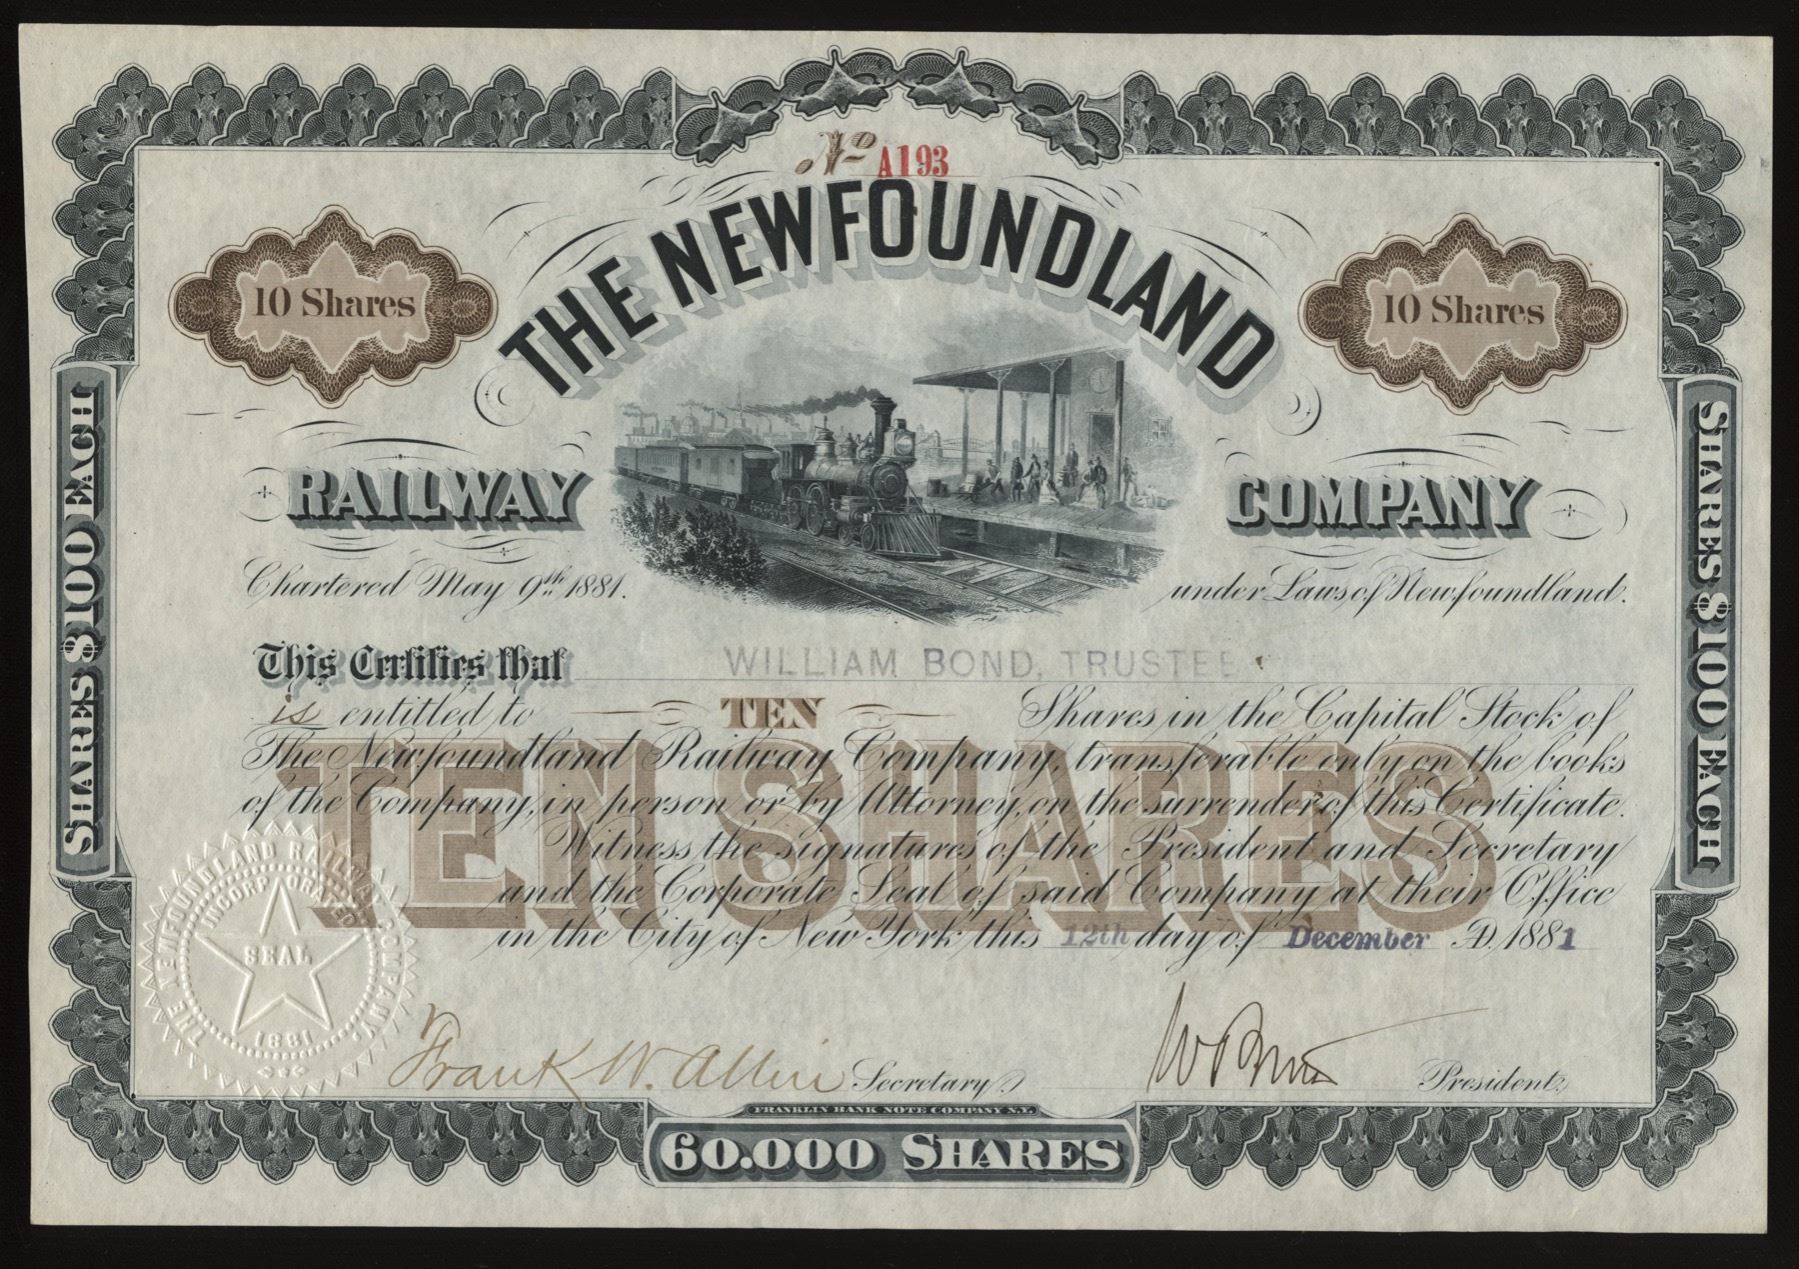 No A193
THE NEWFOUNDLAND
10 Shares
10 Shares
RAILWAY COMPANY
Chartered May 9th 1881. under Laws of Newfoundland.
This Certifies that WILLIAM BOND, TRUSTEE
is entitled to TEN Shares in the Capital Stock of
The Newfoundland Railway Company, transferable only on the books
of the Company, in person or by Attorney, on the surrender of this Certificate.
TEN SHARES
Witness the signatures of the President and Secretary
and the Corporate Seal of said Company at their Office
in the City of New York this 12th day of December A.D. 1881
THE NEWFOUNDLAND RAILWAY COMPANY.
INCORPORATED
SEAL
1881
Frank W. Allin Secretary
President
FRANKLIN BANK NOTE COMPANY N.Y.
60.000 SHARES
SHARES $100 EACH
SHARES $100 EACH